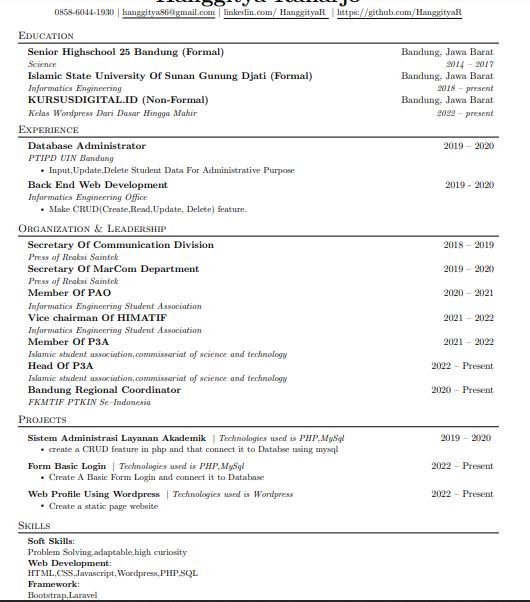 0858-6044-1930 | hanggitya86@gmail.com | linkedin.com/ HanggityaR | https://github.com/HanggityaR
EDUCATION
Senior Highschool 25 Bandung (Formal) Bandung, Jawa Barat
Science 2014 – 2017
Islamic State University Of Sunan Gunung Djati (Formal) Bandung, Jawa Barat
Informatics Engineering 2018 – present
KURSUSDIGITAL.ID (Non-Formal) Bandung, Jawa Barat
Kelas Wordpress Dari Dasar Hingga Mahir 2022 – present
EXPERIENCE
Database Administrator 2019 – 2020
PTIPD UIN Bandung
• Input,Update,Delete Student Data For Administrative Purpose
Back End Web Development 2019 - 2020
Informatics Engineering Office
• Make CRUD(Create,Read,Update, Delete) feature.
ORGANIZATION & LEADERSHIP
Secretary Of Communication Division 2018 – 2019
Press of Reaksi Saintek
Secretary Of MarCom Department 2019 – 2020
Press of Reaksi Saintek
Member Of PAO 2020 – 2021
Informatics Engineering Student Association
Vice chairman Of HIMATIF 2021 – 2022
Informatics Engineering Student Association
Member Of P3A 2021 – 2022
Islamic student association,commissariat of science and technology
Head Of P3A 2022 – Present
Islamic student association,commissariat of science and technology
Bandung Regional Coordinator 2020 – Present
FKMTIF PTKIN Se–Indonesia
PROJECTS
Sistem Administrasi Layanan Akademik | Technologies used is PHP,MySql 2019 – 2020
• create a CRUD feature in php and that connect it to Databse using mysql
Form Basic Login | Technologies used is PHP,MySql 2022 – Present
• Create A Basic Form Login and connect it to Database
Web Profile Using Wordpress | Technologies used is Wordpress 2022 – Present
• Create a static page website
SKILLS
Soft Skills:
Problem Solving,adaptable,high curiosity
Web Development:
HTML,CSS,Javascript,Wordpress,PHP,SQL
Framework:
Bootstrap,Laravel